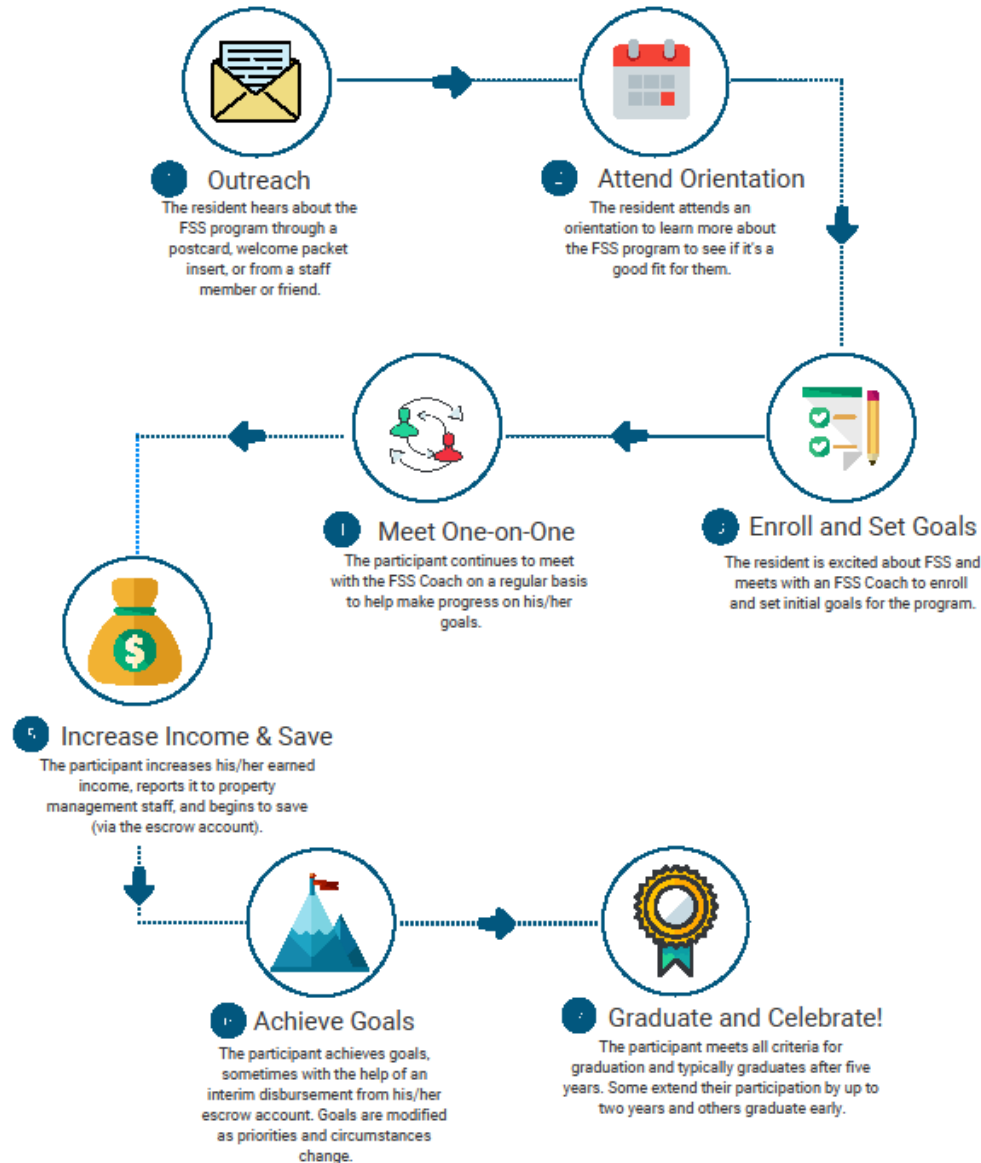 Outreach
The resident hears about the
FSS program through a
postcard, welcome packet
insert, or from a staff
member or friend.
Attend Orientation
The resident attends an
orientation to learn more about
the FSS program to see if it's a
good fit for them.
Enroll and Set Goals
The resident is excited about FSS and
meets with an FSS Coach to enroll
and set initial goals for the program.
Meet One-on-One
The participant continues to meet
with the FSS Coach on a regular basis
to help make progress on his/her
goals.
$
Increase Income & Save
The participant increases his/her earned
income, reports it to property
management staff, and begins to save
(via the escrow account).
Achieve Goals
The participant achieves goals,
sometimes with the help of an
interim disbursement from his/her
escrow account. Goals are modified
as priorities and circumstances
change.
Graduate and Celebrate!
The participant meets all criteria for
graduation and typically graduates after five
years. Some extend their participation by up to
two years and others graduate early.